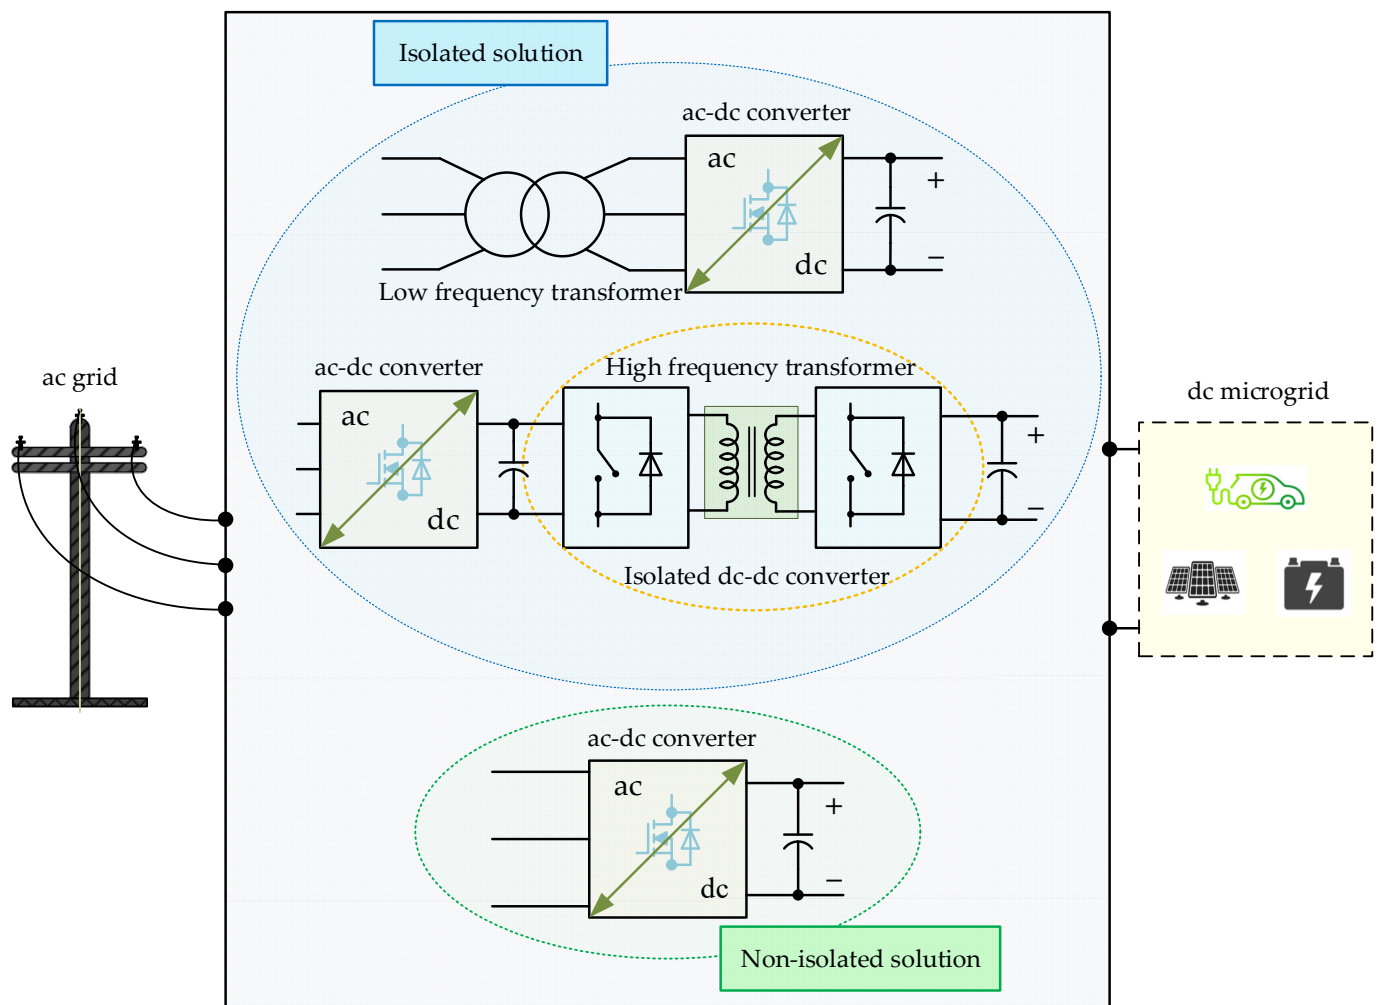 Isolated solution
ac-dc converter
ac
+
dc
−
Low frequency transformer
ac-dc converter
High frequency transformer
ac
+
dc
−
Isolated dc-dc converter
ac grid
dc microgrid
ac-dc converter
ac
+
dc
−
Non-isolated solution